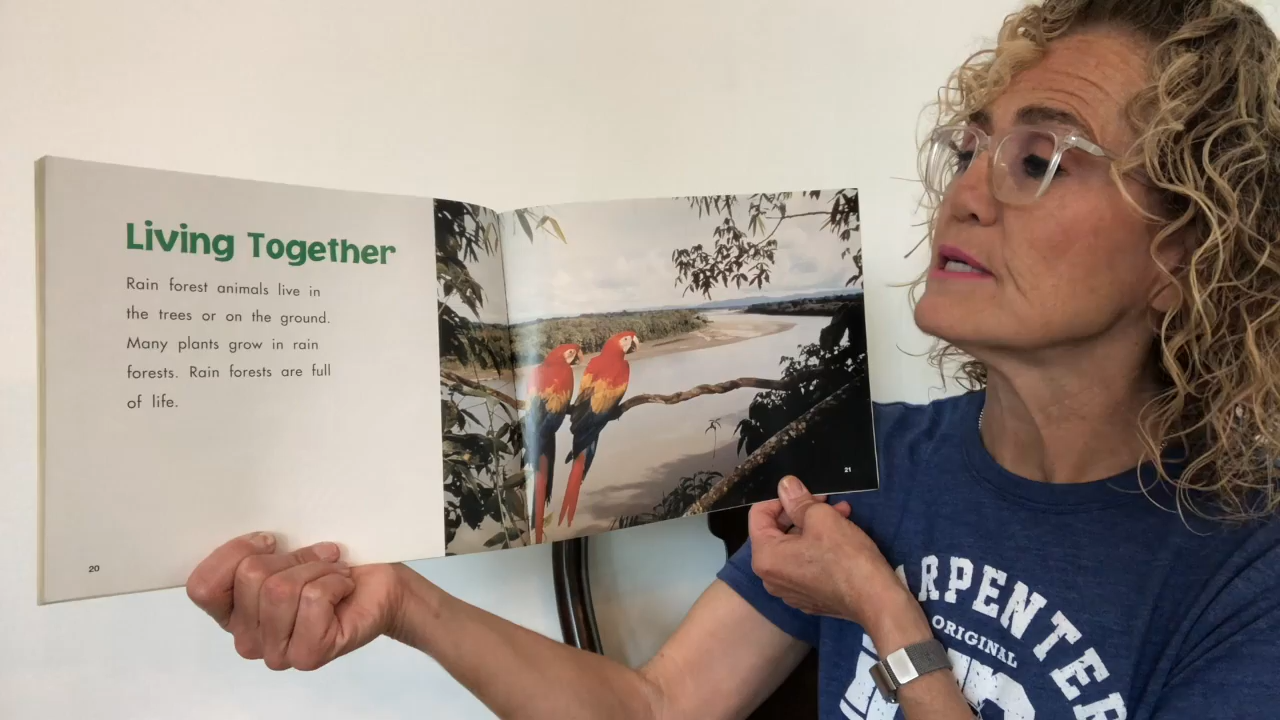 Living Together
Rain forest animals live in
the trees or on the ground.
Many plants grow in rain
forests. Rain forests are full
of life.
20
21
ORIGINAL